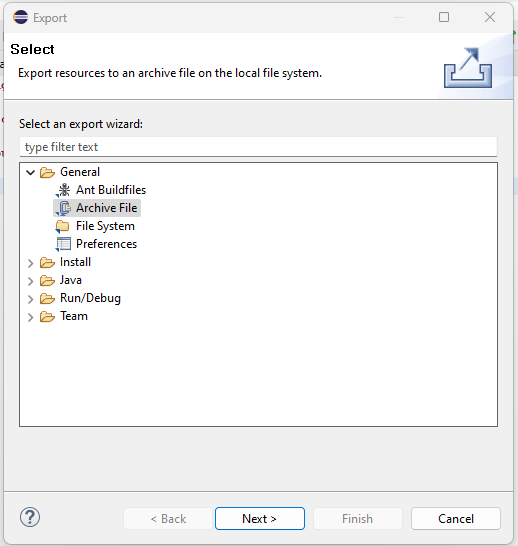 Export
Select
Export resources to an archive file on the local file system.
Select an export wizard:
type filter text
General
Ant Buildfiles
Archive File
File System
Preferences
Install
Java
Run/Debug
Team
< Back
Next >
Finish
Cancel